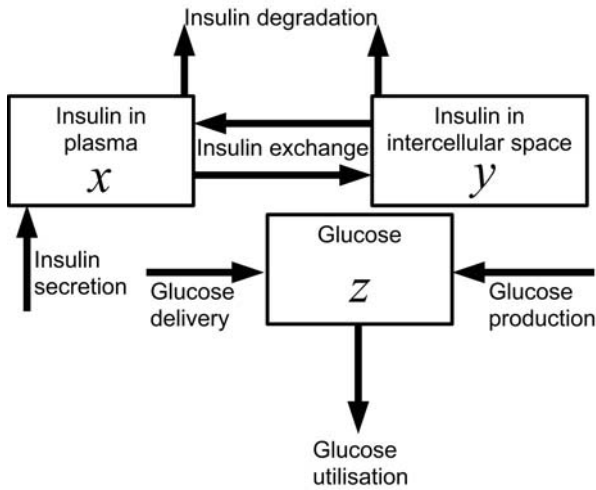 Insulin degradation
Insulin in
plasma
x
Insulin exchange
Insulin in
intercellular space
y
Insulin
secretion
Glucose
z
Glucose
delivery
Glucose
production
Glucose
utilisation